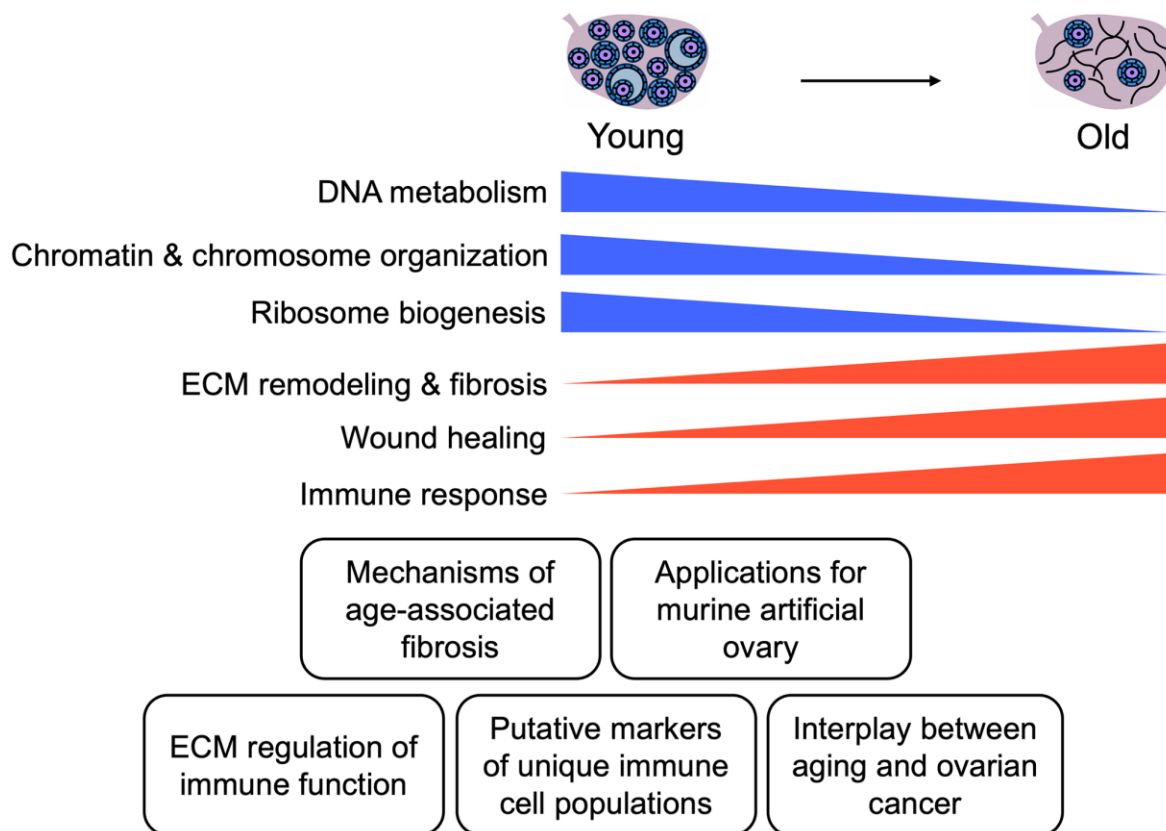 Young
Old
DNA metabolism
Chromatin & chromosome organization
Ribosome biogenesis
ECM remodeling & fibrosis
Wound healing
Immune response
Mechanisms of
age-associated
fibrosis
Applications for
murine artificial
ovary
ECM regulation of
immune function
Putative markers
of unique immune
cell populations
Interplay between
aging and ovarian
cancer